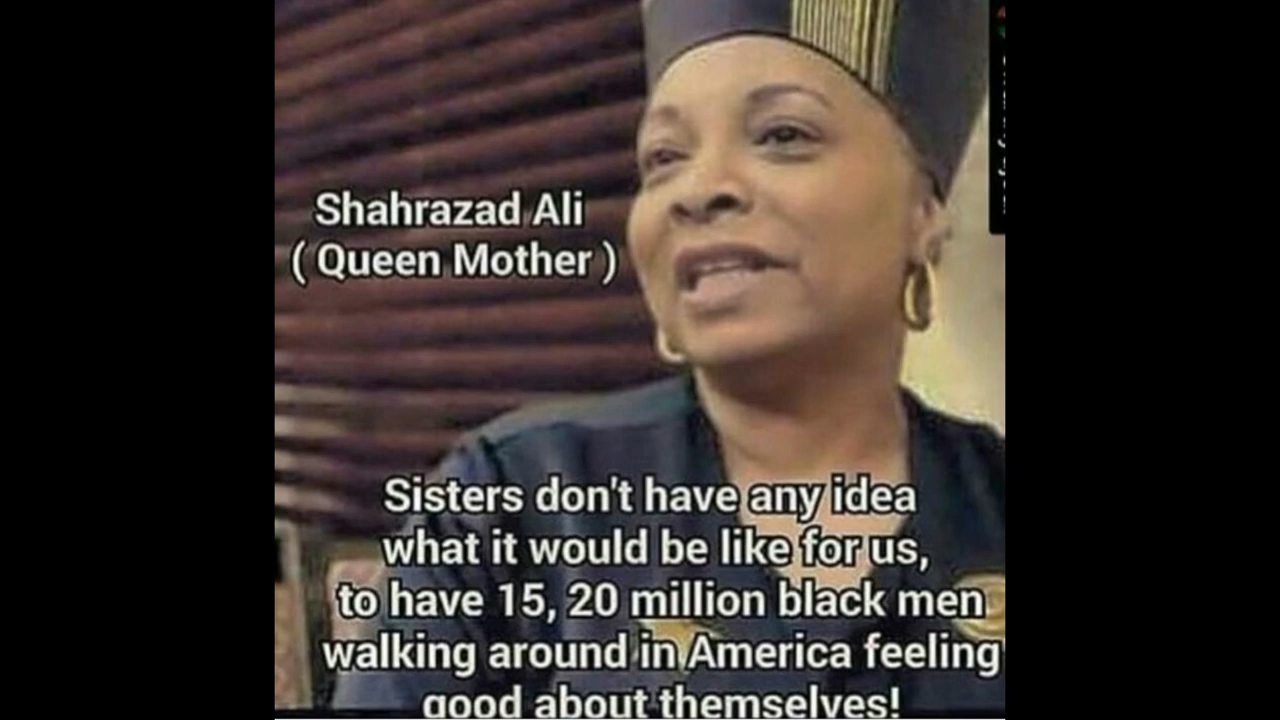 Shahrazad Ali
( Queen Mother )
Sisters don't have any idea
what it would be like for us,
to have 15, 20 million black men
walking around in America feeling
good about themselves!